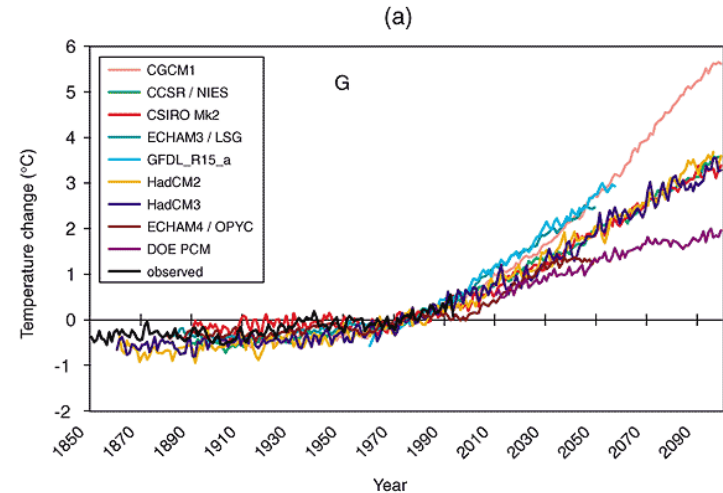 (a)
6
5
4
3
2
1
0
-1
-2
Temperature change (°C)
G
CGCM1
CCSR / NIES
CSIRO Mk2
ECHAM3 / LSG
GFDL_R15_a
HadCM2
HadCM3
ECHAM4 / OPYC
DOE PCM
observed
1850 1870 1890 1910 1930 1950 1970 1990 2010 2030 2050 2070 2090
Year